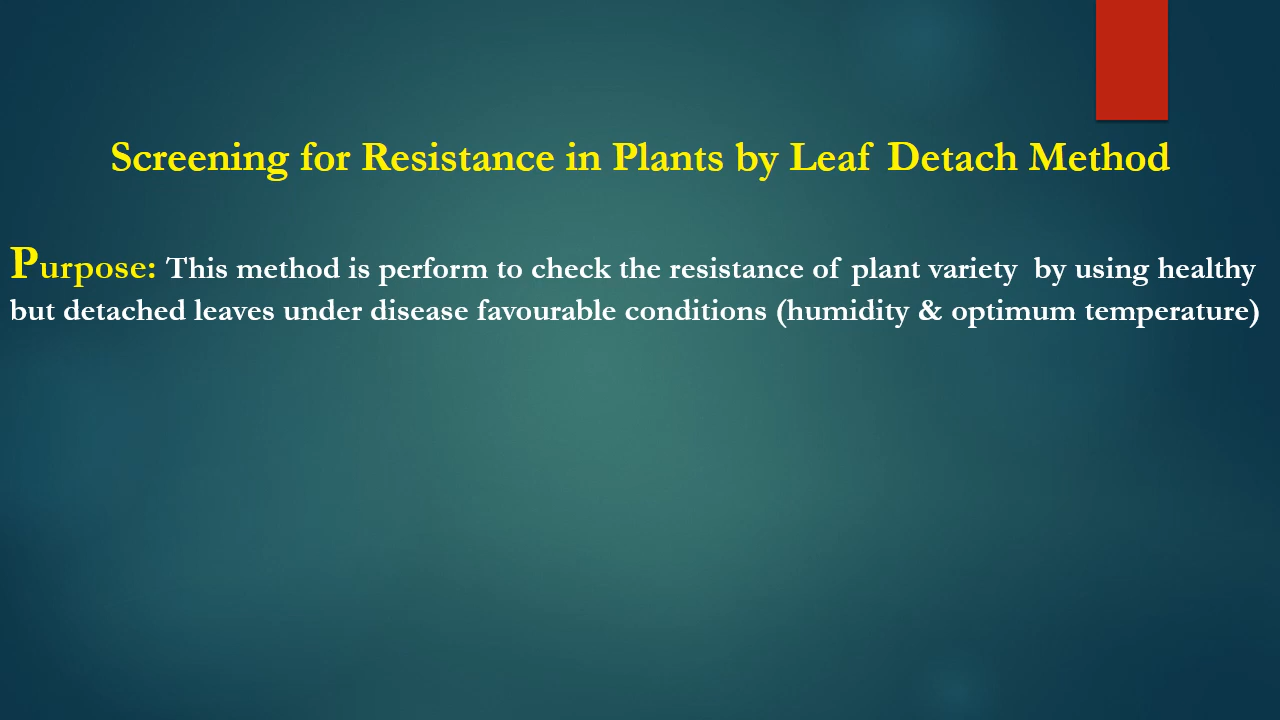 Screening for Resistance in Plants by Leaf Detach Method
Purpose: This method is perform to check the resistance of plant variety by using healthy
but detached leaves under disease favourable conditions (humidity & optimum temperature)